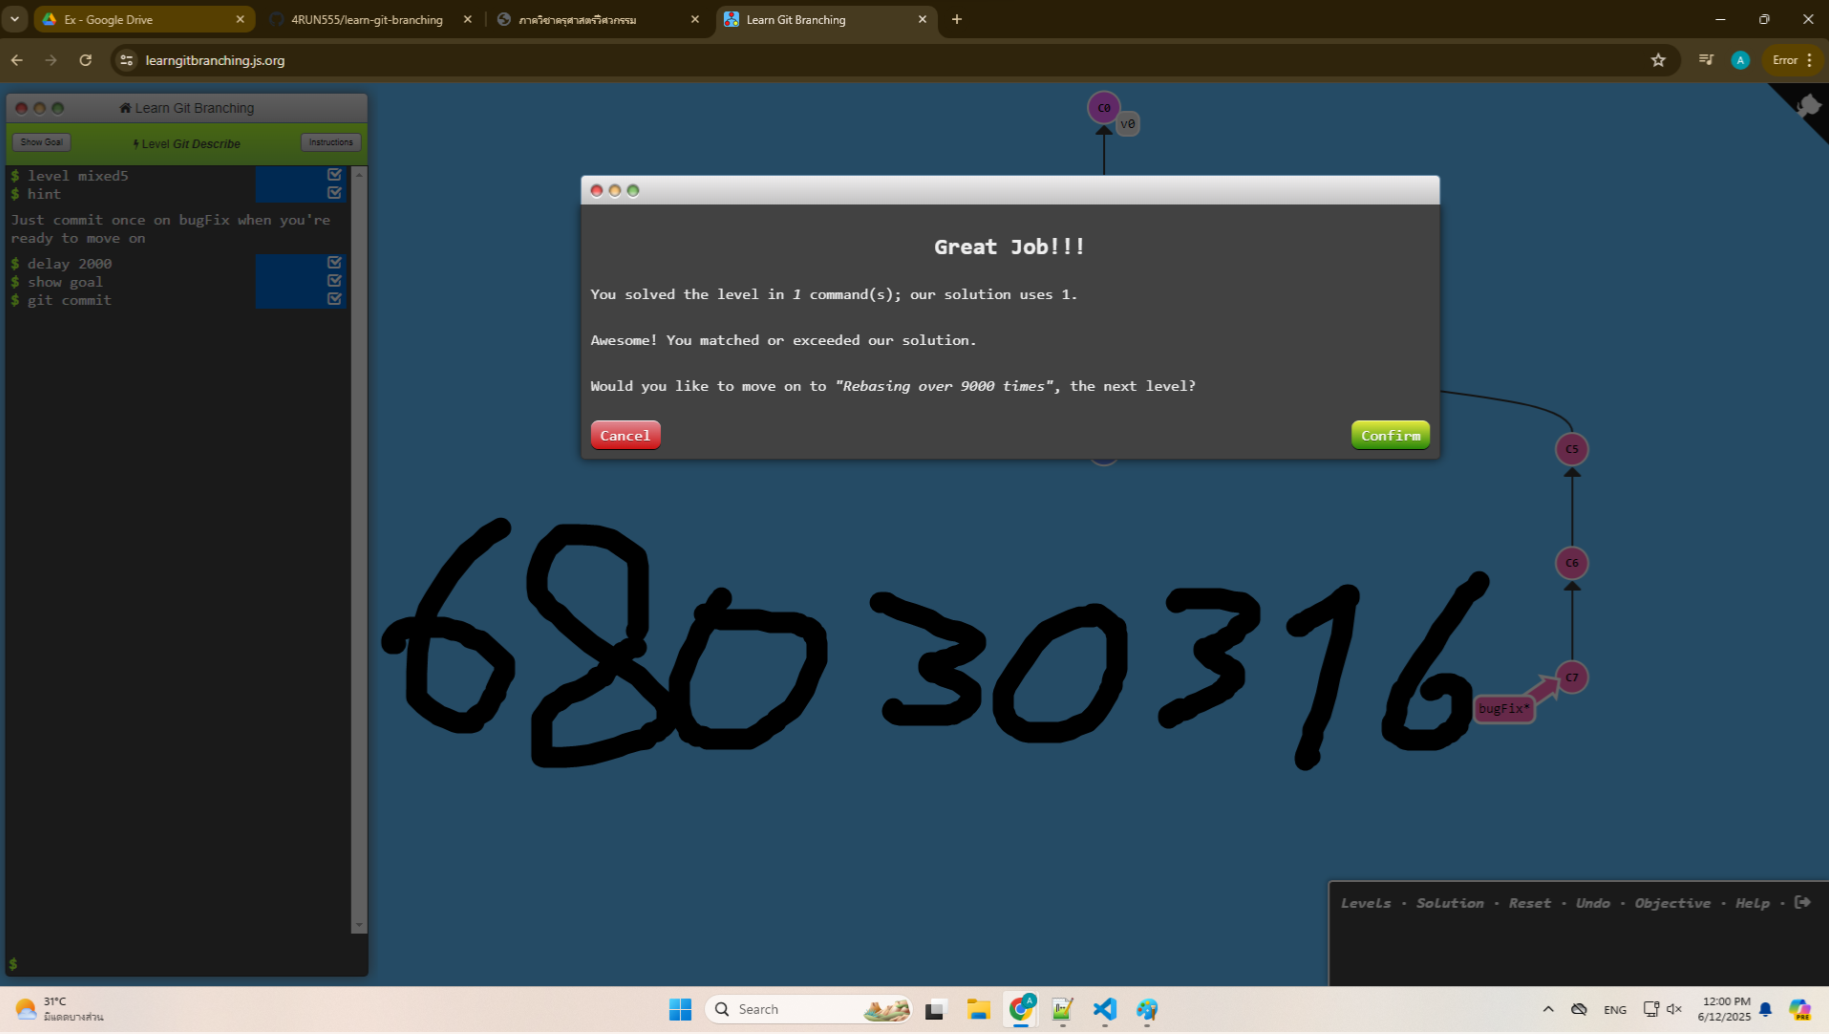 Ex - Google Drive
4RUN555/learn-git-branching
ภาควิชาครุศาสตร์วิศวกรรม
Learn Git Branching
learngitbranching.js.org
A
Error
Learn Git Branching
Show Goal
Level Git Describe
Instructions
$ level mixed5
$ hint
Just commit once on bugFix when you're
ready to move on
$ delay 2000
$ show goal
$ git commit
$
C0
v0
Great Job!!!
You solved the level in 1 command(s); our solution uses 1.
Awesome! You matched or exceeded our solution.
Would you like to move on to "Rebasing over 9000 times", the next level?
Cancel
Confirm
C5
C6
C7
bugFix*
68030316
Levels · Solution · Reset · Undo · Objective · Help ·
31°C
มีแดดบางส่วน
Search
A
ENG
12:00 PM
6/12/2025
PRE